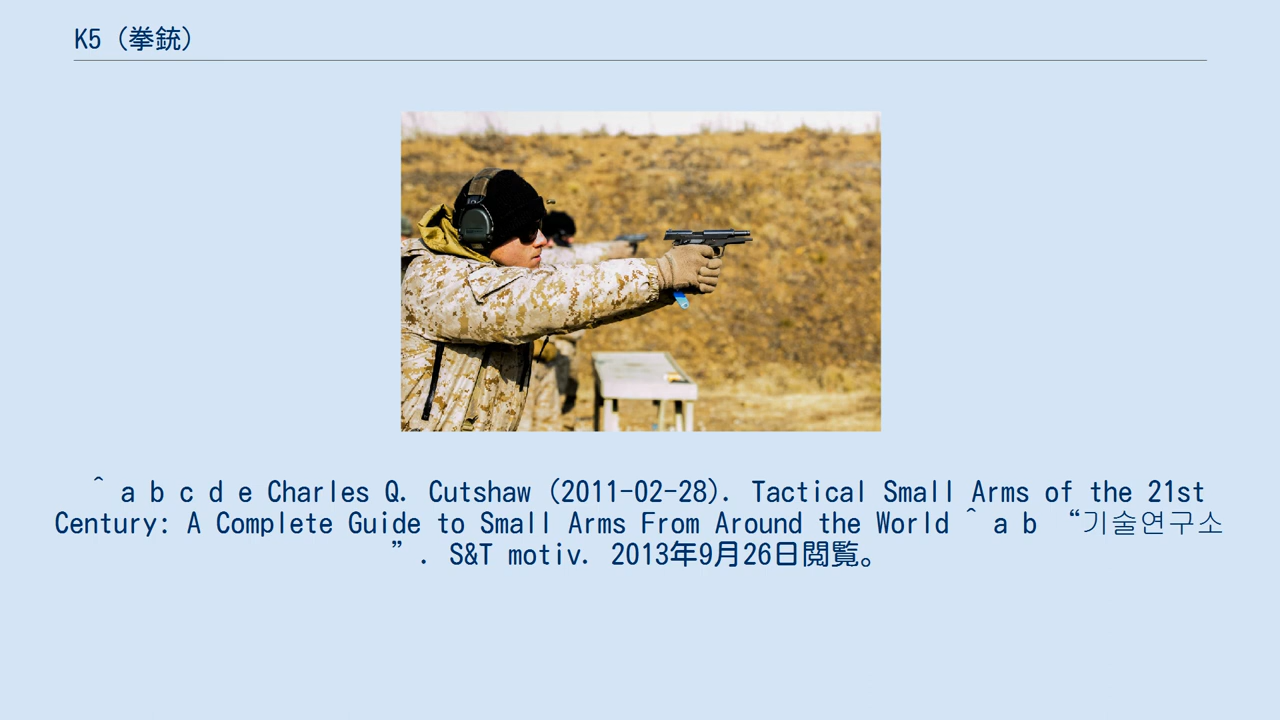 K5（拳銃）
^ a b c d e Charles Q. Cutshaw (2011-02-28). Tactical Small Arms of the 21st
Century: A Complete Guide to Small Arms From Around the World ^ a b “기술연구소
”. S&T motiv. 2013年9月26日閲覧。